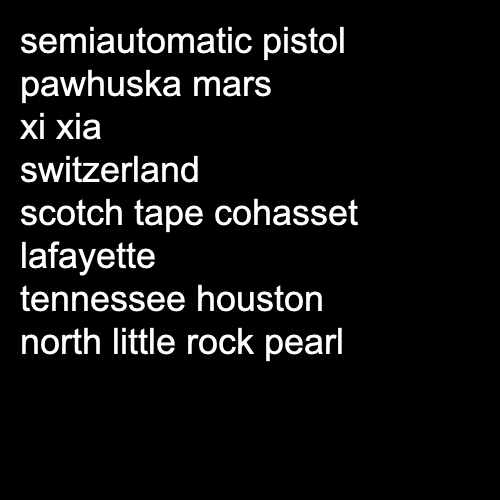 semiautomatic pistol
pawhuska mars
xi xia
switzerland
scotch tape cohasset
lafayette
tennessee houston
north little rock pearl